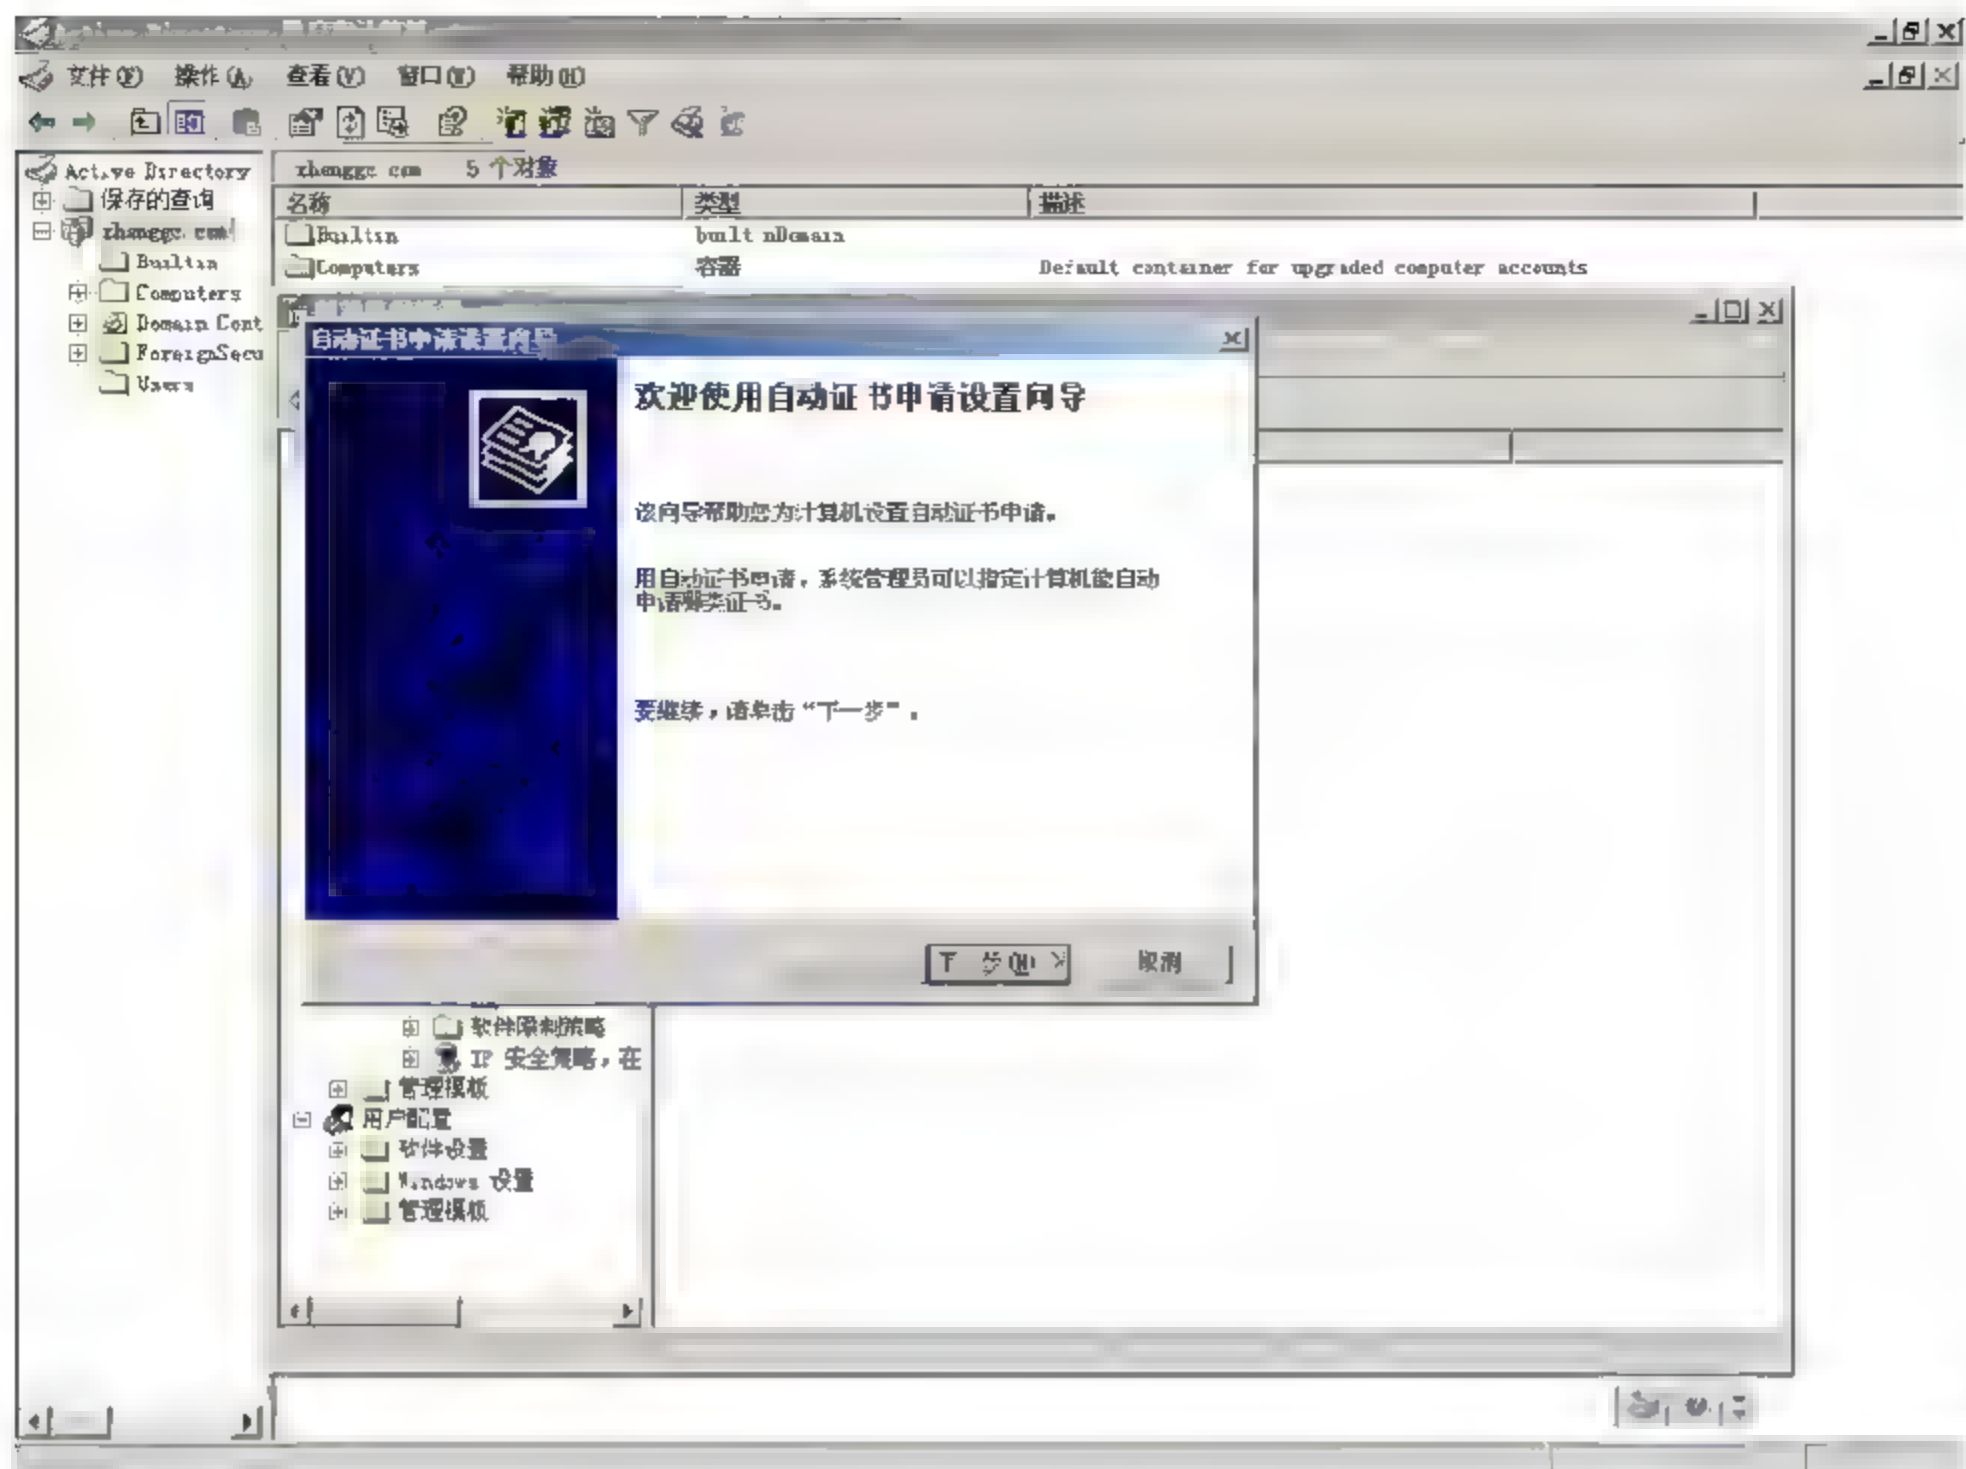 文件(F) 操作(A) 查看(V) 窗口(W) 帮助(H)
Active Directory
5 个对象
保存的查询
名称 类型 描述
Builtin builtinDomain
Computers 容器 Default container for upgraded computer accounts
Builtin
Computers
Domain Cont
ForeignSecu
Users
自动证书申请设置向导
欢迎使用自动证书申请设置向导
该向导帮助您为计算机设置自动证书申请。
用自动证书申请，系统管理员可以指定计算机能自动
申请哪类证书。
要继续，请单击“下一步”。
下一步(N) > 取消
软件限制策略
IP 安全策略，在
管理模板
用户配置
软件设置
Windows 设置
管理模板